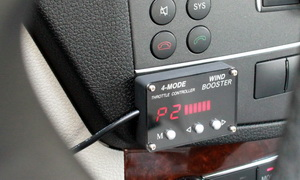 SYS
4-MODE
THROTTLE CONTROLLER
WIND
BOOSTER
P2
M